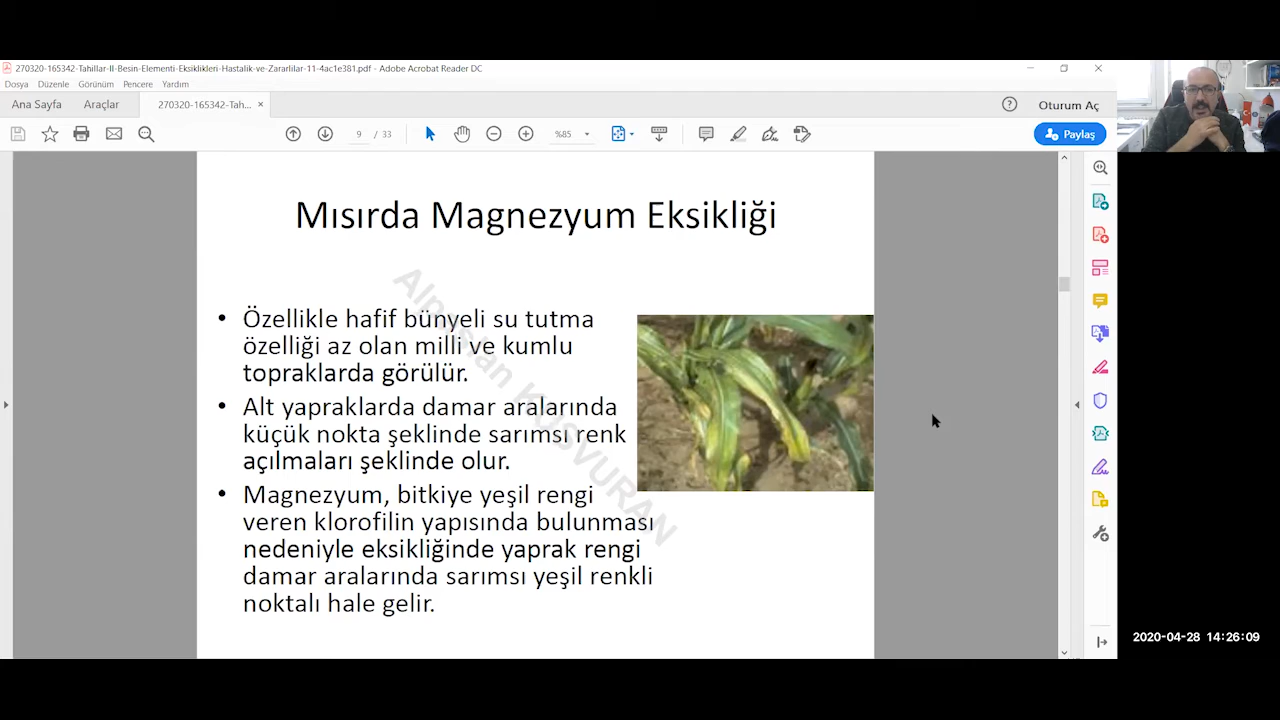 270320-165342-Tahillar-II-Besin-Elementi-Eksiklikleri-Hastalik-ve-Zararlilar-11-4ac1e381.pdf - Adobe Acrobat Reader DC
Dosya Düzenle Görünüm Pencere Yardım
Ana Sayfa Araçlar 270320-165342-Tah... Oturum Aç
9 / 33 %85 Paylaş
Mısırda Magnezyum Eksikliği
• Özellikle hafif bünyeli su tutma
özelliği az olan milli ve kumlu
topraklarda görülür.
• Alt yapraklarda damar aralarında
küçük nokta şeklinde sarımsı renk
açılmaları şeklinde olur.
• Magnezyum, bitkiye yeşil rengi
veren klorofilin yapısında bulunması
nedeniyle eksikliğinde yaprak rengi
damar aralarında sarımsı yeşil renkli
noktalı hale gelir.
Alpaslan KUSVURAN
2020-04-28 14:26:09